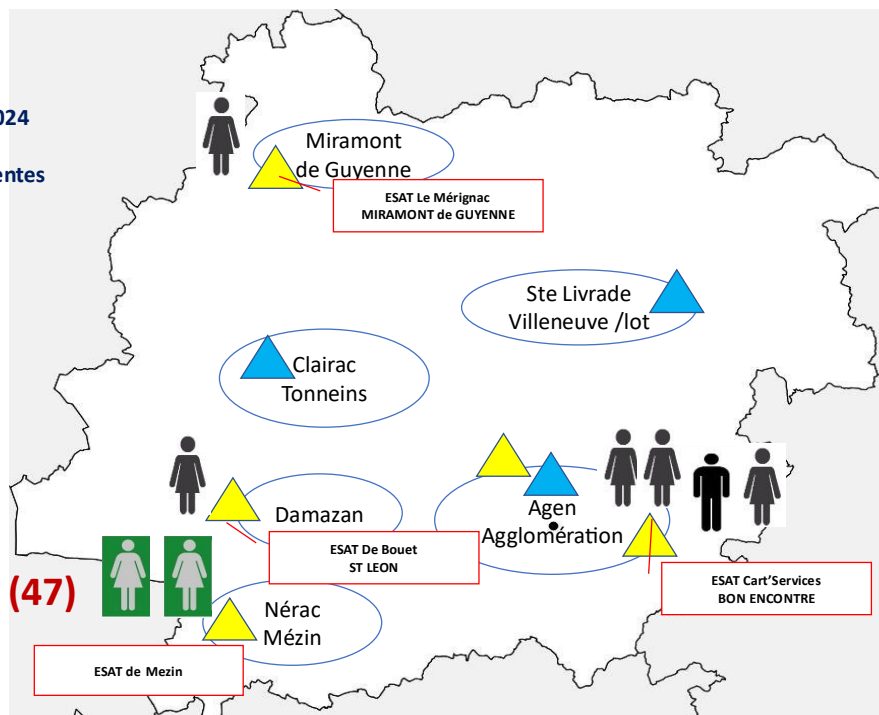 024
entes
Miramont
de Guyenne
ESAT Le Mérignac
MIRAMONT de GUYENNE
Ste Livrade
Villeneuve /lot
Clairac
Tonneins
Damazan
Agen
Agglomération
ESAT De Bouet
ST LEON
ESAT Cart’Services
BON ENCONTRE
(47)
Nérac
Mézin
ESAT de Mezin